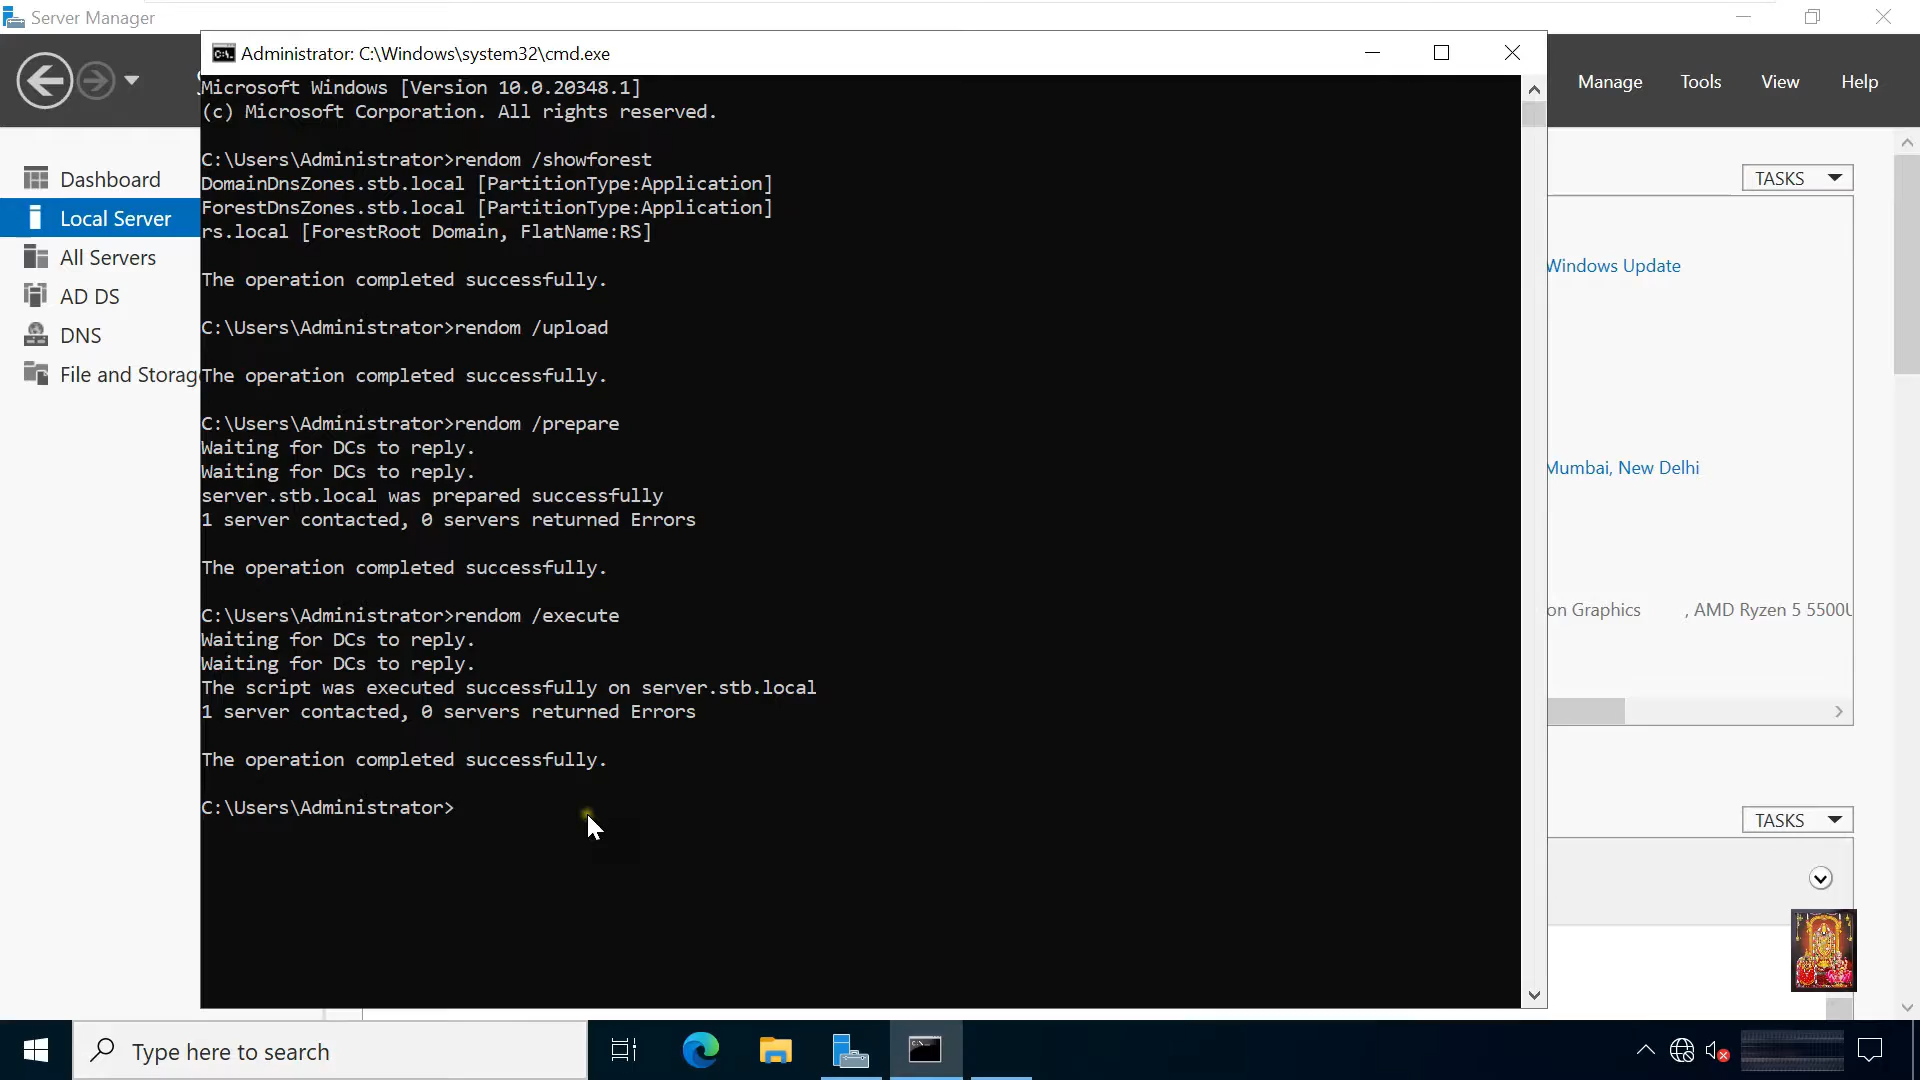 Server Manager
Administrator: C:\Windows\system32\cmd.exe
Manage Tools View Help
Microsoft Windows [Version 10.0.20348.1]
(c) Microsoft Corporation. All rights reserved.
C:\Users\Administrator>rendom /showforest
DomainDnsZones.stb.local [PartitionType:Application]
ForestDnsZones.stb.local [PartitionType:Application]
rs.local [ForestRoot Domain, FlatName:RS]
The operation completed successfully.
C:\Users\Administrator>rendom /upload
The operation completed successfully.
C:\Users\Administrator>rendom /prepare
Waiting for DCs to reply.
Waiting for DCs to reply.
server.stb.local was prepared successfully
1 server contacted, 0 servers returned Errors
The operation completed successfully.
C:\Users\Administrator>rendom /execute
Waiting for DCs to reply.
Waiting for DCs to reply.
The script was executed successfully on server.stb.local
1 server contacted, 0 servers returned Errors
The operation completed successfully.
C:\Users\Administrator>
Dashboard
Local Server
All Servers
AD DS
DNS
File and Storag
TASKS
Windows Update
Mumbai, New Delhi
on Graphics , AMD Ryzen 5 5500U
TASKS
Type here to search